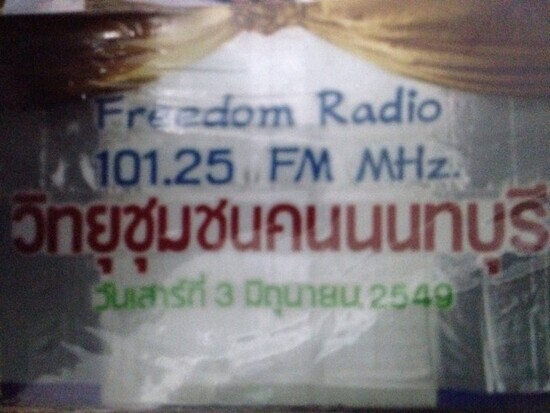 Freedom Radio
101.25 FM MHz.
วิทยุชุมชนคนนนทบุรี
วันเสาร์ที่ 3 มิถุนายน 2549